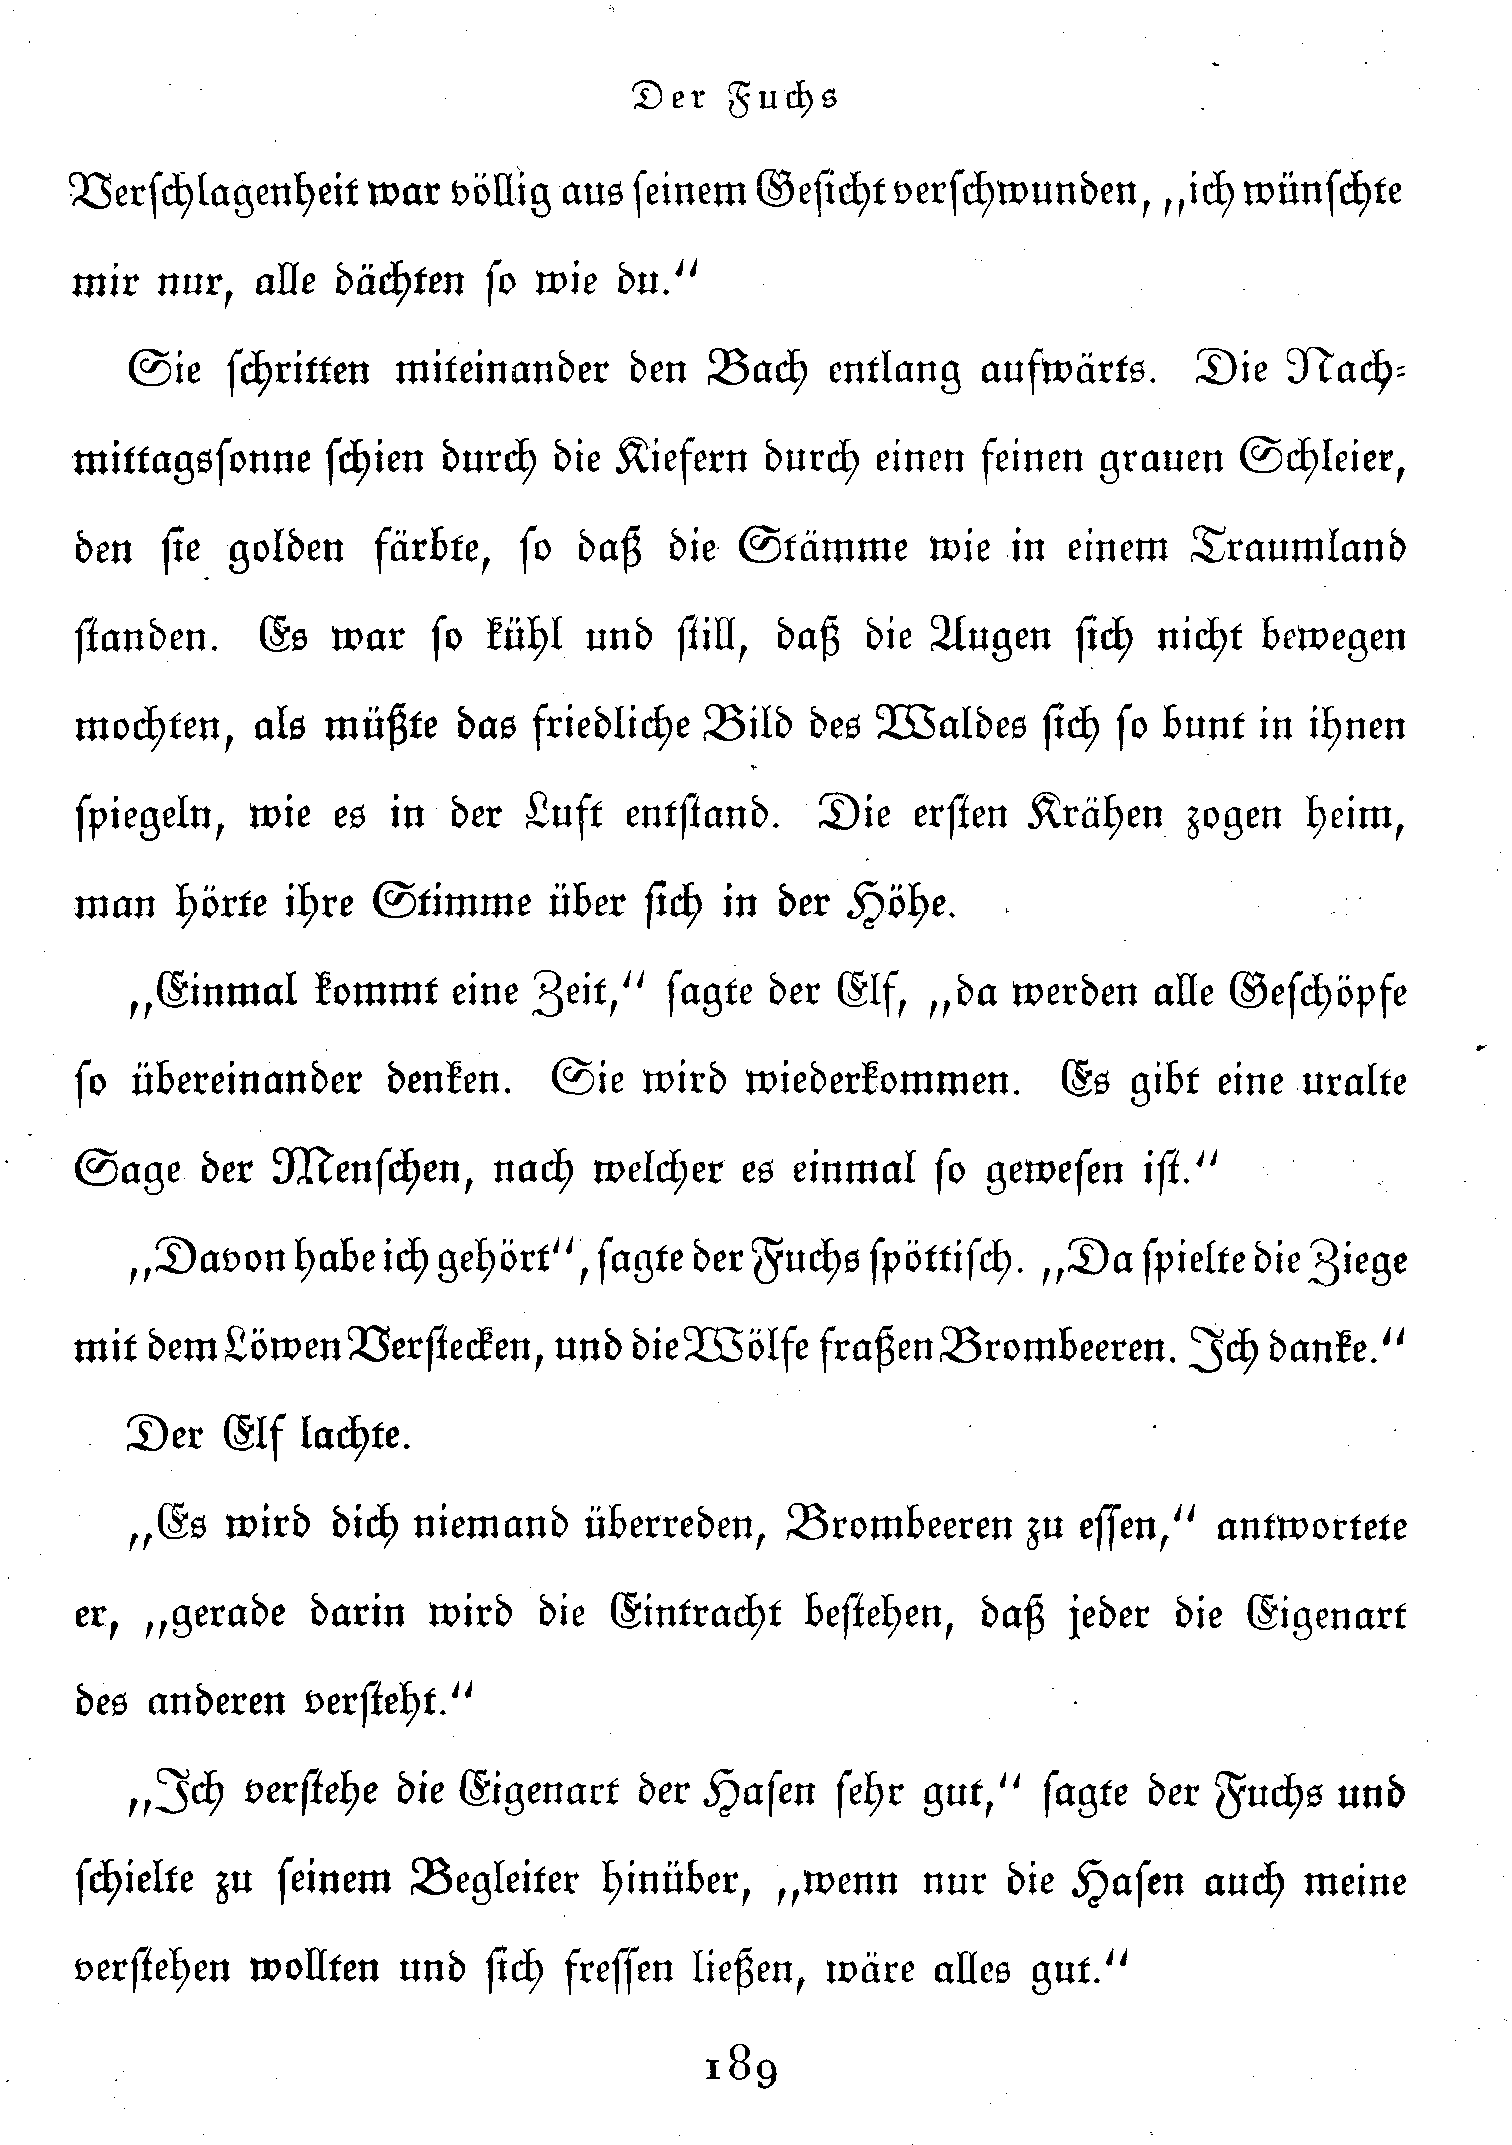 Der Fuchs
Verschlagenheit war völlig aus seinem Gesicht verschwunden, „ich wünschte
mir nur, alle dächten so wie du.“
Sie schritten miteinander den Bach entlang aufwärts. Die Nach-
mittagssonne schien durch die Kiefern durch einen feinen grauen Schleier,
den sie golden färbte, so daß die Stämme wie in einem Traumland
standen. Es war so kühl und still, daß die Augen sich nicht bewegen
mochten, als müßte das friedliche Bild des Waldes sich so bunt in ihnen
spiegeln, wie es in der Luft entstand. Die ersten Krähen zogen heim,
man hörte ihre Stimme über sich in der Höhe.
„Einmal kommt eine Zeit,“ sagte der Elf, „da werden alle Geschöpfe
so übereinander denken. Sie wird wiederkommen. Es gibt eine uralte
Sage der Menschen, nach welcher es einmal so gewesen ist.“
„Davon habe ich gehört“, sagte der Fuchs spöttisch. „Da spielte die Ziege
mit dem Löwen Verstecken, und die Wölfe fraßen Brombeeren. Ich danke.“
Der Elf lachte.
„Es wird dich niemand überreden, Brombeeren zu essen,“ antwortete
er, „gerade darin wird die Eintracht bestehen, daß jeder die Eigenart
des anderen versteht.“
„Ich verstehe die Eigenart der Hasen sehr gut,“ sagte der Fuchs und
schielte zu seinem Begleiter hinüber, „wenn nur die Hasen auch meine
verstehen wollten und sich fressen ließen, wäre alles gut.“
189